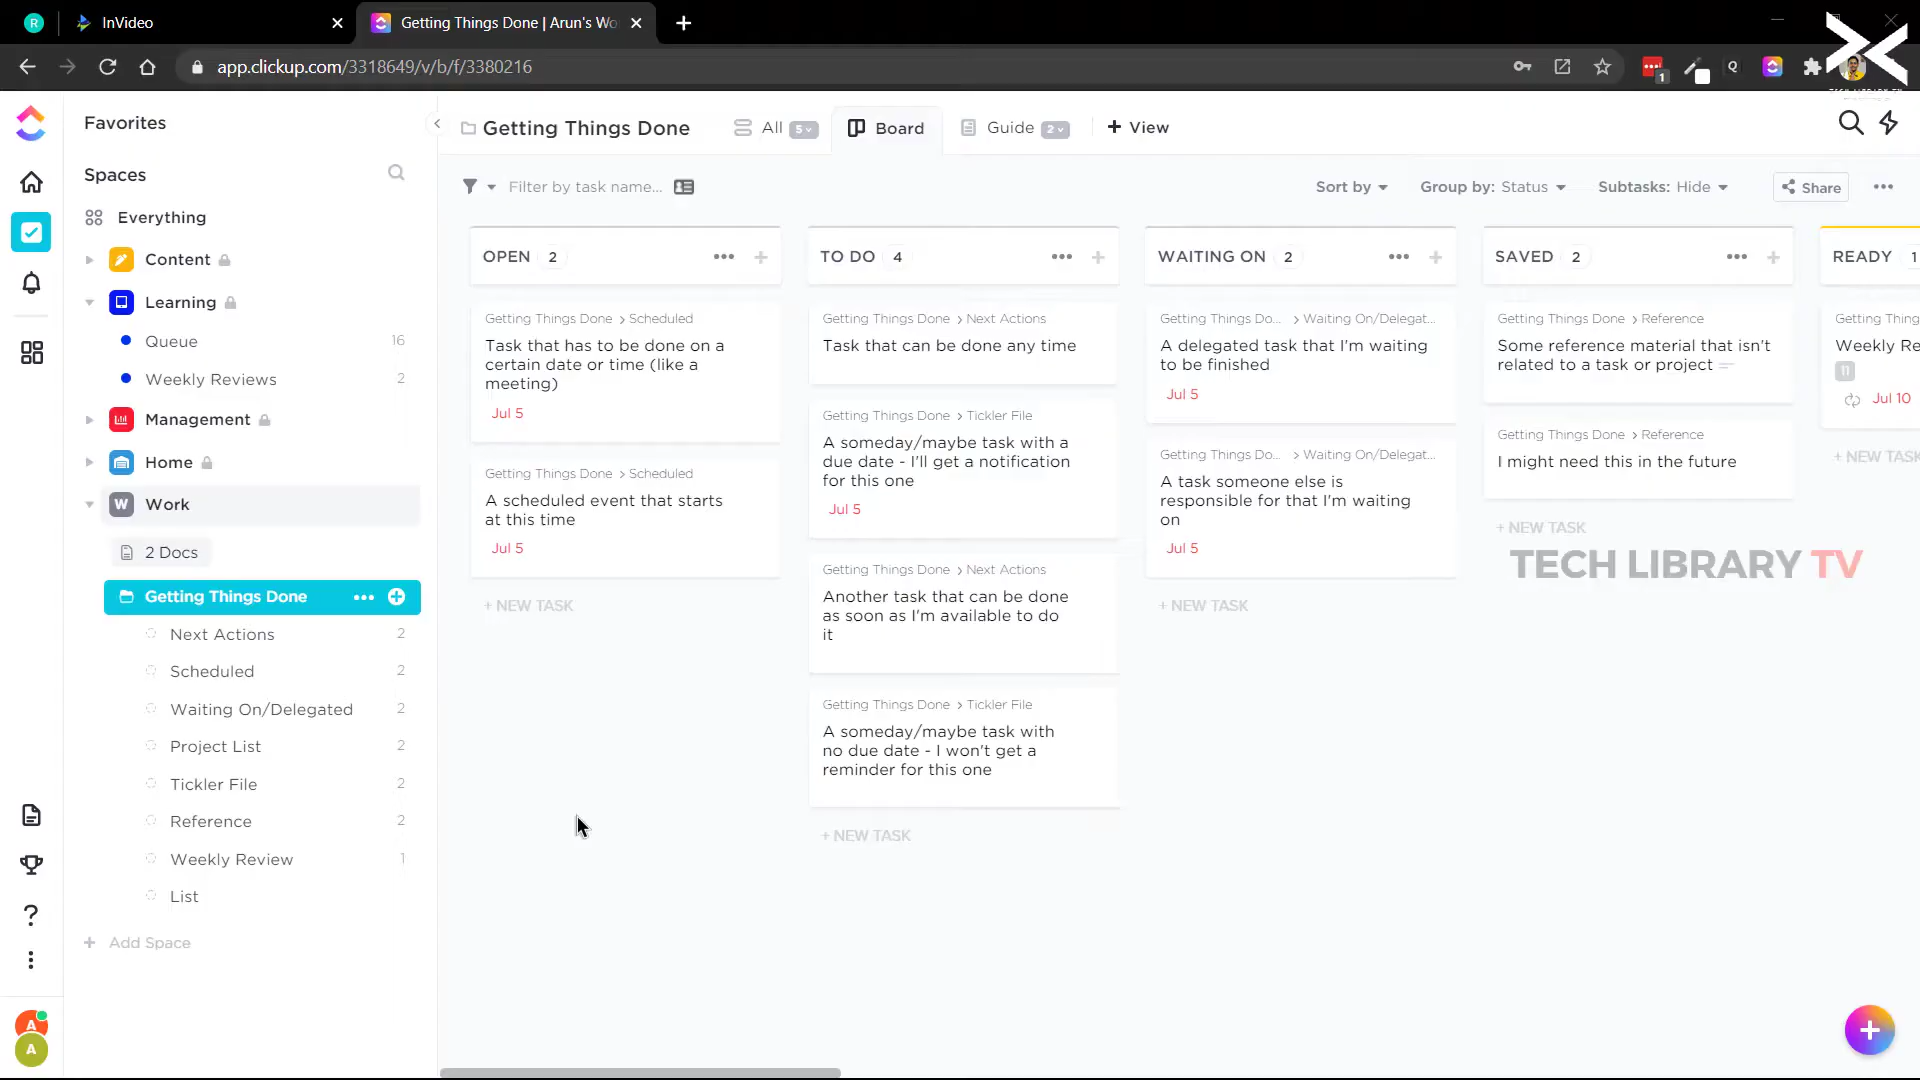 R
InVideo
Getting Things Done | Arun's Wo
app.clickup.com/3318649/v/b/f/3380216
1
Q
Favorites
Getting Things Done
All 5
Board
Guide 2
+ View
Spaces
Filter by task name...
Sort by
Group by: Status
Subtasks: Hide
Share
Everything
Content
Learning
Queue 16
Weekly Reviews 2
Management
Home
W Work
2 Docs
Getting Things Done
Next Actions 2
Scheduled 2
Waiting On/Delegated 2
Project List 2
Tickler File 2
Reference 2
Weekly Review 1
List
+ Add Space
A
A
OPEN 2
Getting Things Done > Scheduled
Task that has to be done on a
certain date or time (like a
meeting)
Jul 5
Getting Things Done > Scheduled
A scheduled event that starts
at this time
Jul 5
+ NEW TASK
TO DO 4
Getting Things Done > Next Actions
Task that can be done any time
Getting Things Done > Tickler File
A someday/maybe task with a
due date - I'll get a notification
for this one
Jul 5
Getting Things Done > Next Actions
Another task that can be done
as soon as I'm available to do
it
Getting Things Done > Tickler File
A someday/maybe task with
no due date - I won't get a
reminder for this one
+ NEW TASK
WAITING ON 2
Getting Things Do... > Waiting On/Delegat...
A delegated task that I'm waiting
to be finished
Jul 5
Getting Things Do... > Waiting On/Delegat...
A task someone else is
responsible for that I'm waiting
on
Jul 5
+ NEW TASK
SAVED 2
Getting Things Done > Reference
Some reference material that isn't
related to a task or project
Getting Things Done > Reference
I might need this in the future
+ NEW TASK
TECH LIBRARY TV
READY 1
Getting Thing
Weekly Re
Jul 10
+ NEW TASK